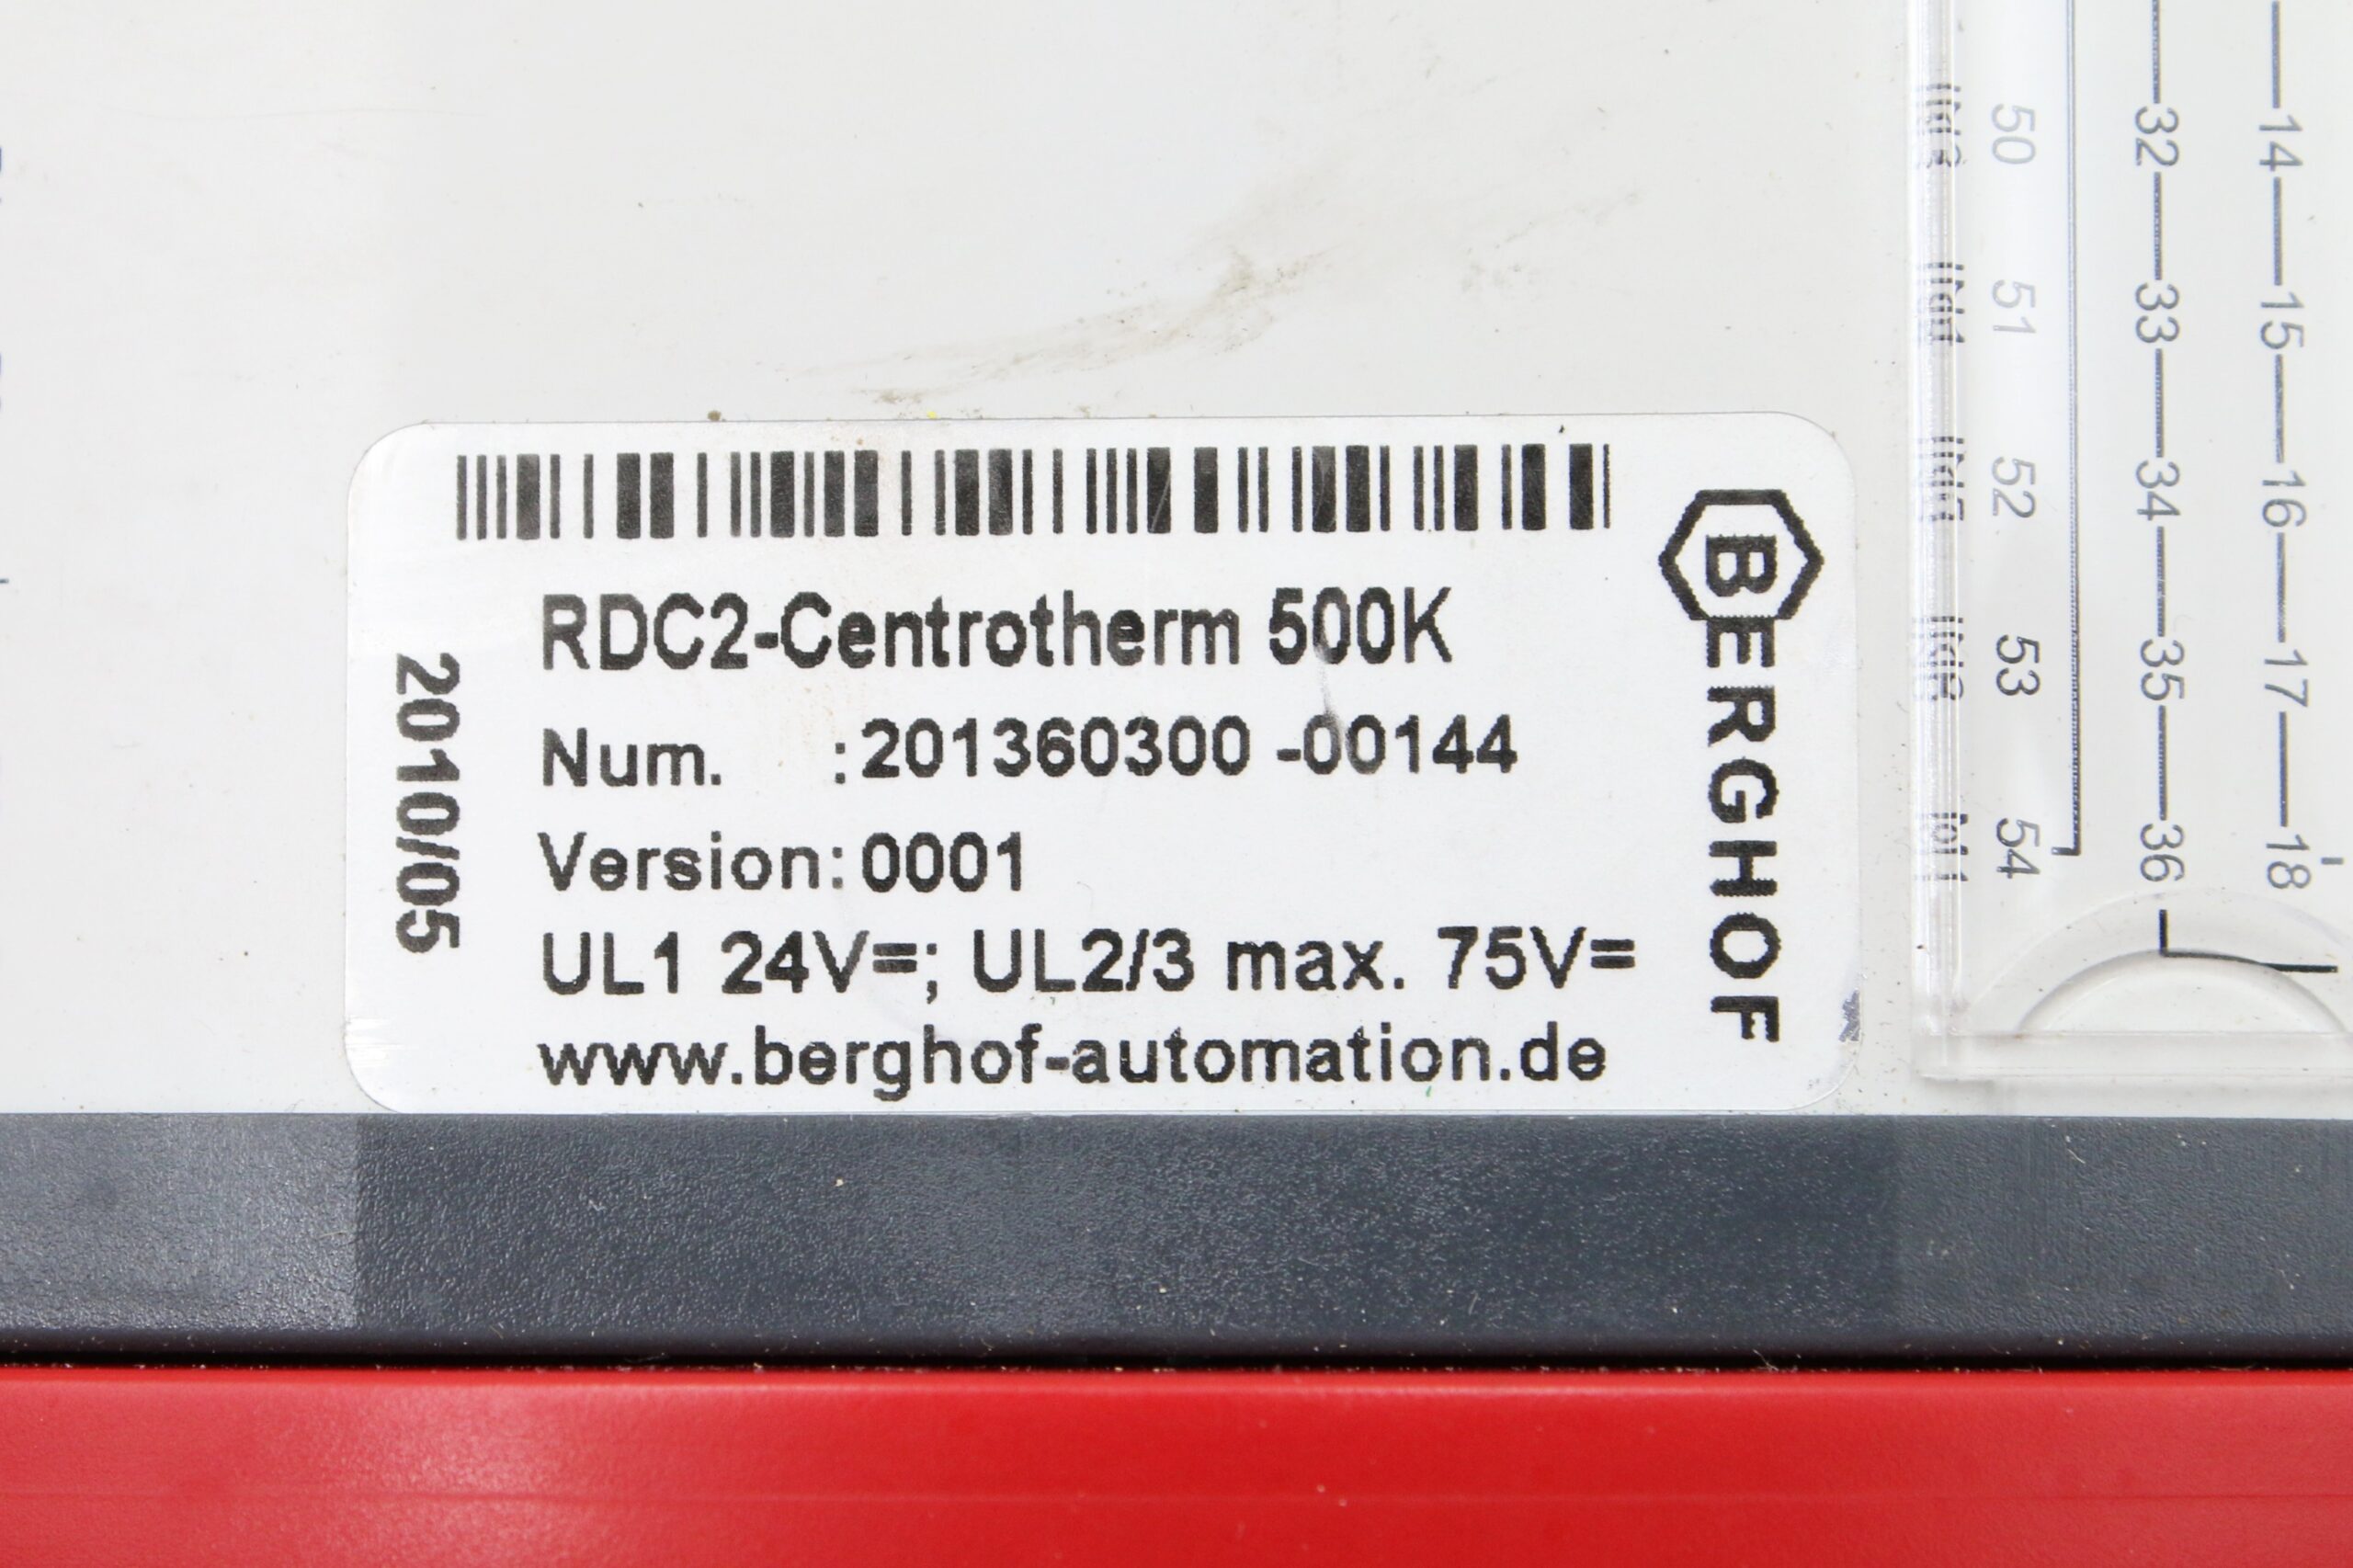 RDC2-Centrotherm 500K
Num. :201360300 -00144
Version:0001
UL1 24V=; UL2/3 max. 75V=
www.berghof-automation.de
2010/05
BERGHOF
50 51 52 53 54
32 33 34 35 36
14 15 16 17 18